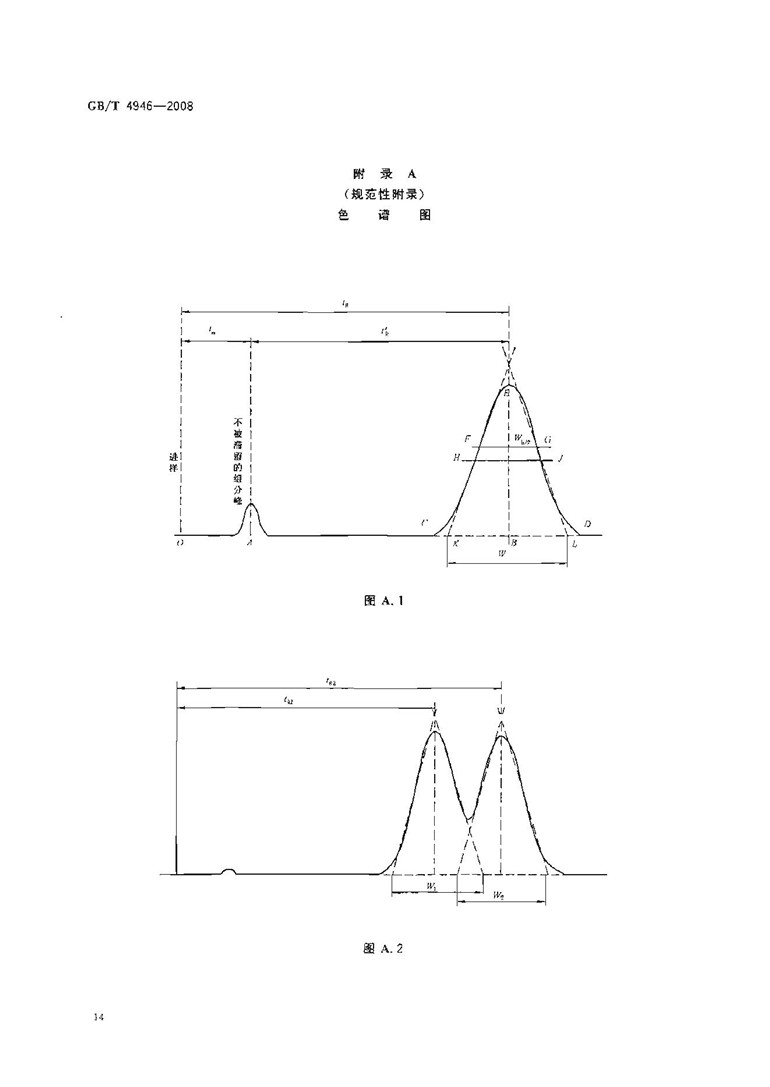 GB/T 4946—2008
附 录 A
(规范性附录)
色 谱 图
t_R
t_m
t'_R
不被滞留的组分峰
进样
E
F
W_h/2
G
H
J
C
D
O
A
K
B
L
W
图 A.1
t_R2
t_R1
W_1
W_2
图 A.2
14